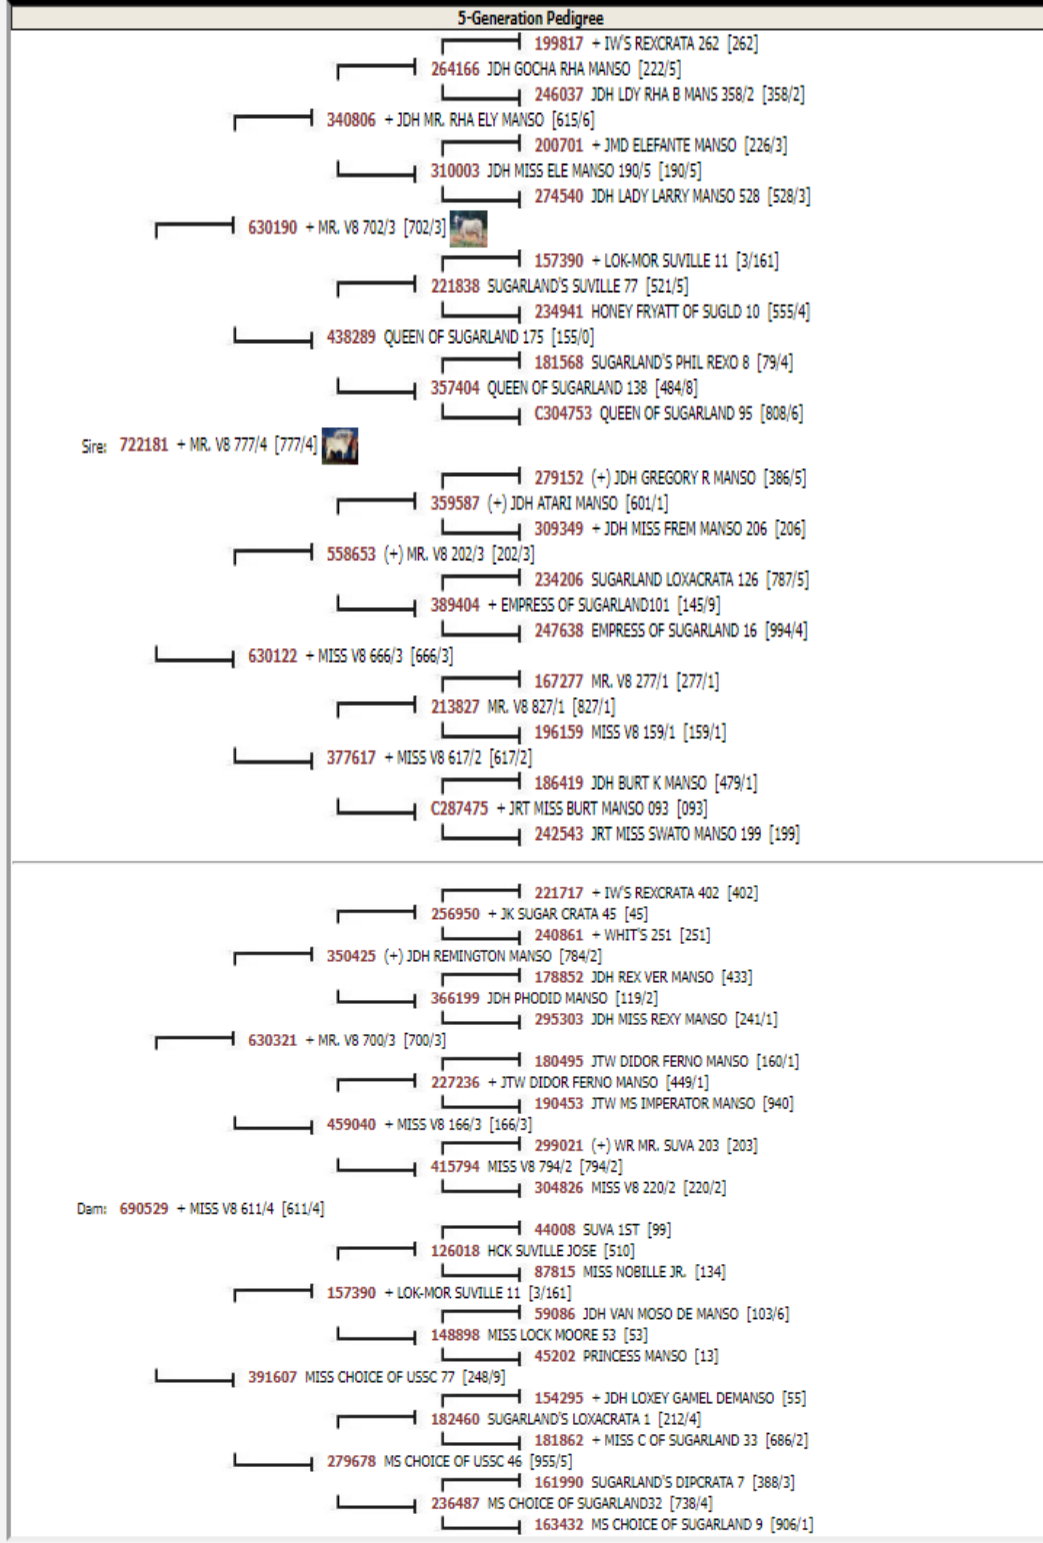 5-Generation Pedigree
199817 + IW'S REXCRATA 262 [262]
264166 JDH GOCHA RHA MANSO [222/5]
246037 JDH LDY RHA B MANS 358/2 [358/2]
340806 + JDH MR. RHA ELY MANSO [615/6]
200701 + JMD ELEFANTE MANSO [226/3]
310003 JDH MISS ELE MANSO 190/5 [190/5]
274540 JDH LADY LARRY MANSO 528 [528/3]
630190 + MR. V8 702/3 [702/3]
157390 + LOK-MOR SUVILLE 11 [3/161]
221838 SUGARLAND'S SUVILLE 77 [521/5]
234941 HONEY FRYATT OF SUGLD 10 [555/4]
438289 QUEEN OF SUGARLAND 175 [155/0]
181568 SUGARLAND'S PHIL REXO 8 [79/4]
357404 QUEEN OF SUGARLAND 138 [484/8]
C304753 QUEEN OF SUGARLAND 95 [808/6]
Sire: 722181 + MR. V8 777/4 [777/4]
279152 (+) JDH GREGORY R MANSO [386/5]
359587 (+) JDH ATARI MANSO [601/1]
309349 + JDH MISS FREM MANSO 206 [206]
558653 (+) MR. V8 202/3 [202/3]
234206 SUGARLAND LOXACRATA 126 [787/5]
389404 + EMPRESS OF SUGARLAND101 [145/9]
247638 EMPRESS OF SUGARLAND 16 [994/4]
630122 + MISS V8 666/3 [666/3]
167277 MR. V8 277/1 [277/1]
213827 MR. V8 827/1 [827/1]
196159 MISS V8 159/1 [159/1]
377617 + MISS V8 617/2 [617/2]
186419 JDH BURT K MANSO [479/1]
C287475 + JRT MISS BURT MANSO 093 [093]
242543 JRT MISS SWATO MANSO 199 [199]
221717 + IW'S REXCRATA 402 [402]
256950 + JK SUGAR CRATA 45 [45]
240861 + WHIT'S 251 [251]
350425 (+) JDH REMINGTON MANSO [784/2]
178852 JDH REX VER MANSO [433]
366199 JDH PHODID MANSO [119/2]
295303 JDH MISS REXY MANSO [241/1]
630321 + MR. V8 700/3 [700/3]
180495 JTW DIDOR FERNO MANSO [160/1]
227236 + JTW DIDOR FERNO MANSO [449/1]
190453 JTW MS IMPERATOR MANSO [940]
459040 + MISS V8 166/3 [166/3]
299021 (+) WR MR. SUVA 203 [203]
415794 MISS V8 794/2 [794/2]
304826 MISS V8 220/2 [220/2]
Dam: 690529 + MISS V8 611/4 [611/4]
44008 SUVA 1ST [99]
126018 HCK SUVILLE JOSE [510]
87815 MISS NOBILLE JR. [134]
157390 + LOK-MOR SUVILLE 11 [3/161]
59086 JDH VAN MOSO DE MANSO [103/6]
148898 MISS LOCK MOORE 53 [53]
45202 PRINCESS MANSO [13]
391607 MISS CHOICE OF USSC 77 [248/9]
154295 + JDH LOXEY GAMEL DEMANSO [55]
182460 SUGARLAND'S LOXACRATA 1 [212/4]
181862 + MISS C OF SUGARLAND 33 [686/2]
279678 MS CHOICE OF USSC 46 [955/5]
161990 SUGARLAND'S DIPCRATA 7 [388/3]
236487 MS CHOICE OF SUGARLAND32 [738/4]
163432 MS CHOICE OF SUGARLAND 9 [906/1]